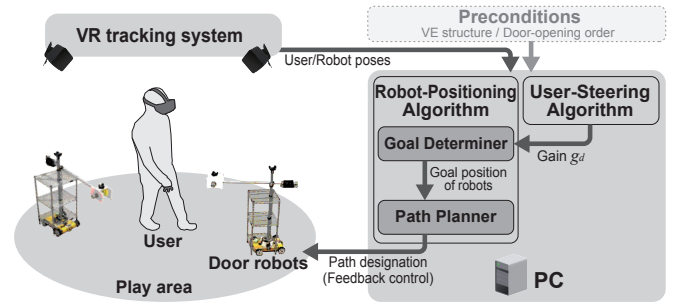 VR tracking system
Preconditions
VE structure / Door-opening order
User/Robot poses
Robot-Positioning
Algorithm
User-Steering
Algorithm
Goal Determiner
Gain gd
Goal position
of robots
Path Planner
User
Door robots
Path designation
(Feedback control)
Play area
PC